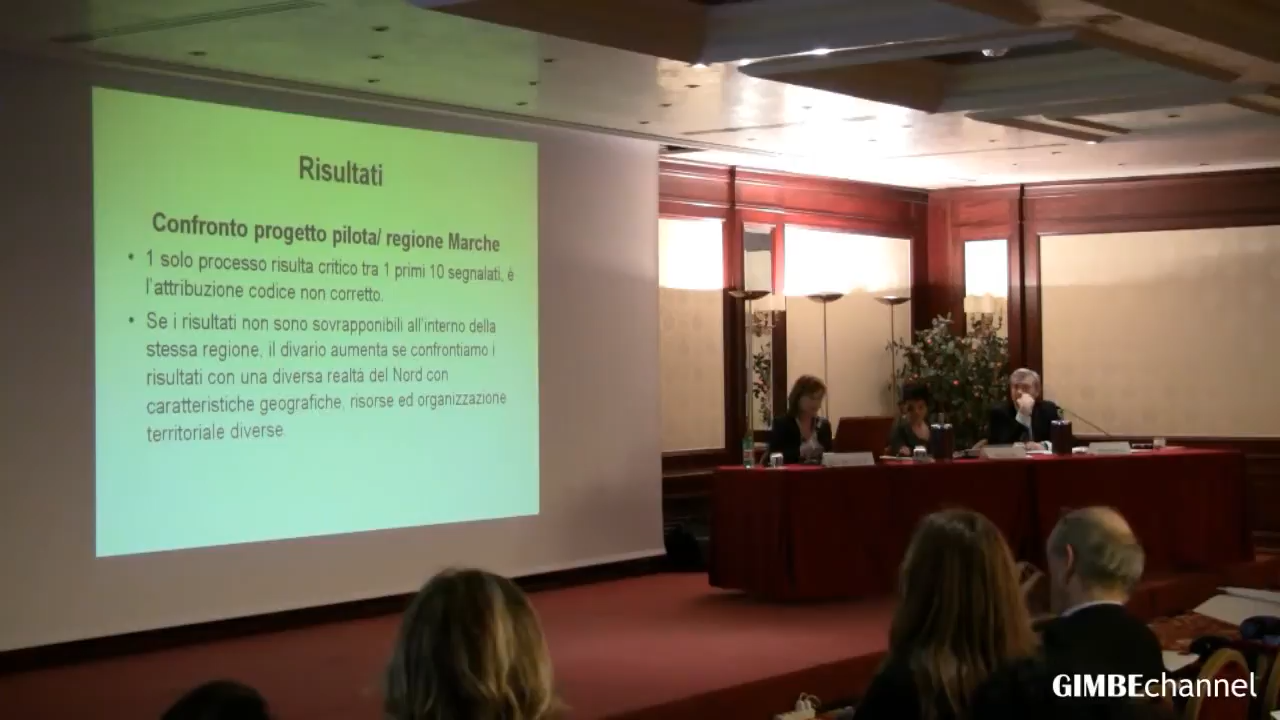 Risultati
Confronto progetto pilota/ regione Marche
• 1 solo processo risulta critico tra 1 primi 10 segnalati, è
l'attribuzione codice non corretto.
• Se i risultati non sono sovrapponibili all'interno della
stessa regione, il divario aumenta se confrontiamo i
risultati con una diversa realtà del Nord con
caratteristiche geografiche, risorse ed organizzazione
territoriale diverse.
GIMBEchannel